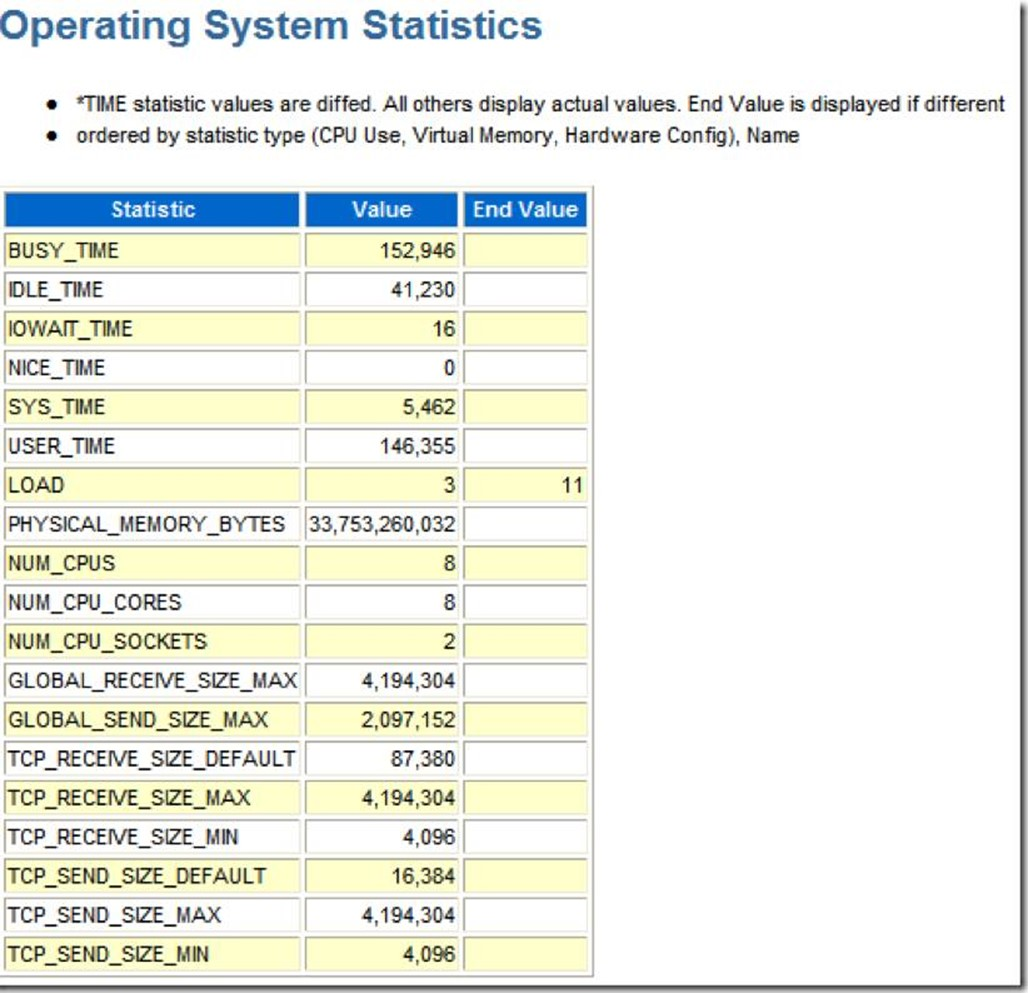 Operating System Statistics
● *TIME statistic values are diffed. All others display actual values. End Value is displayed if different
● ordered by statistic type (CPU Use, Virtual Memory, Hardware Config), Name
Statistic Value End Value
BUSY_TIME 152,946
IDLE_TIME 41,230
IOWAIT_TIME 16
NICE_TIME 0
SYS_TIME 5,462
USER_TIME 146,355
LOAD 3 11
PHYSICAL_MEMORY_BYTES 33,753,260,032
NUM_CPUS 8
NUM_CPU_CORES 8
NUM_CPU_SOCKETS 2
GLOBAL_RECEIVE_SIZE_MAX 4,194,304
GLOBAL_SEND_SIZE_MAX 2,097,152
TCP_RECEIVE_SIZE_DEFAULT 87,380
TCP_RECEIVE_SIZE_MAX 4,194,304
TCP_RECEIVE_SIZE_MIN 4,096
TCP_SEND_SIZE_DEFAULT 16,384
TCP_SEND_SIZE_MAX 4,194,304
TCP_SEND_SIZE_MIN 4,096